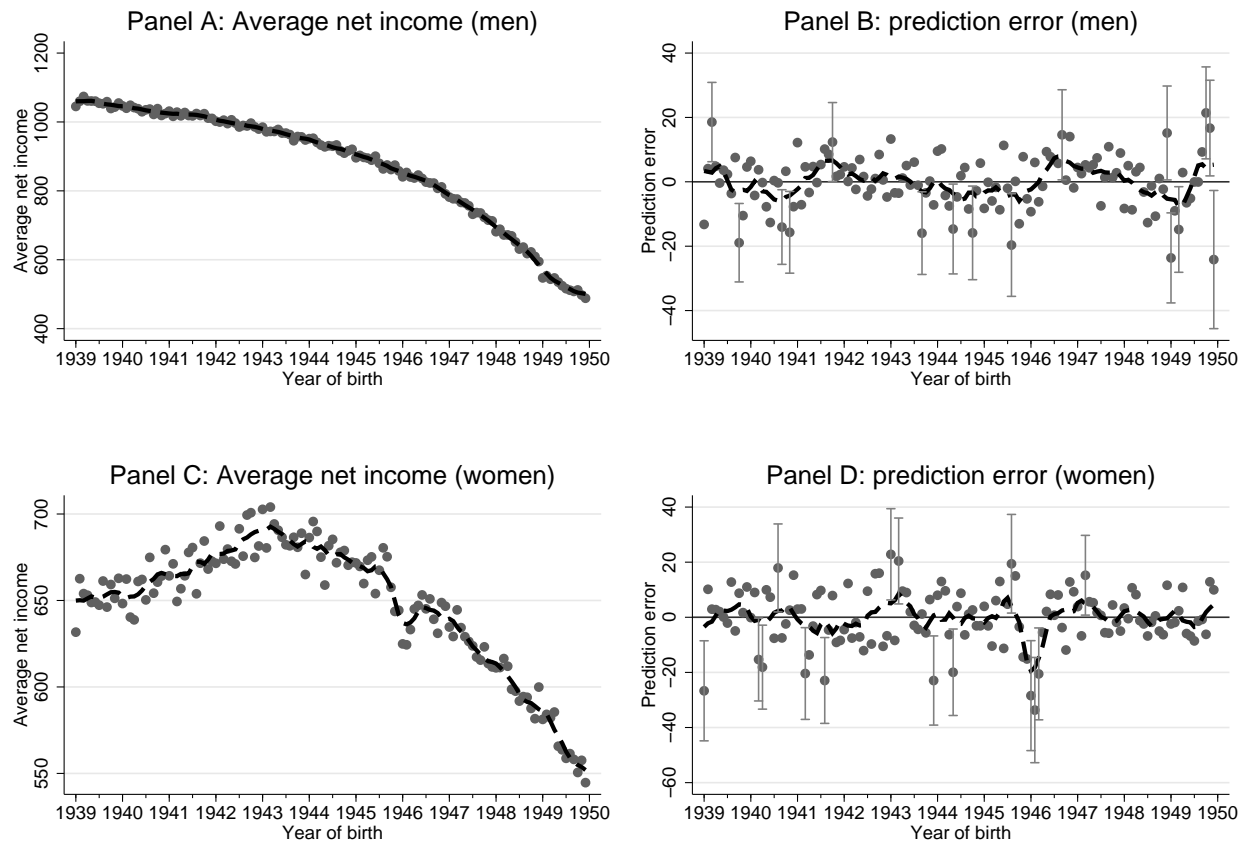 Panel A: Average net income (men)
Average net income
1200
1000
800
600
400
1939 1940 1941 1942 1943 1944 1945 1946 1947 1948 1949 1950
Year of birth
Panel B: prediction error (men)
Prediction error
40
20
0
−20
−40
1939 1940 1941 1942 1943 1944 1945 1946 1947 1948 1949 1950
Year of birth
Panel C: Average net income (women)
Average net income
700
650
600
550
1939 1940 1941 1942 1943 1944 1945 1946 1947 1948 1949 1950
Year of birth
Panel D: prediction error (women)
Prediction error
40
20
0
−20
−40
−60
1939 1940 1941 1942 1943 1944 1945 1946 1947 1948 1949 1950
Year of birth